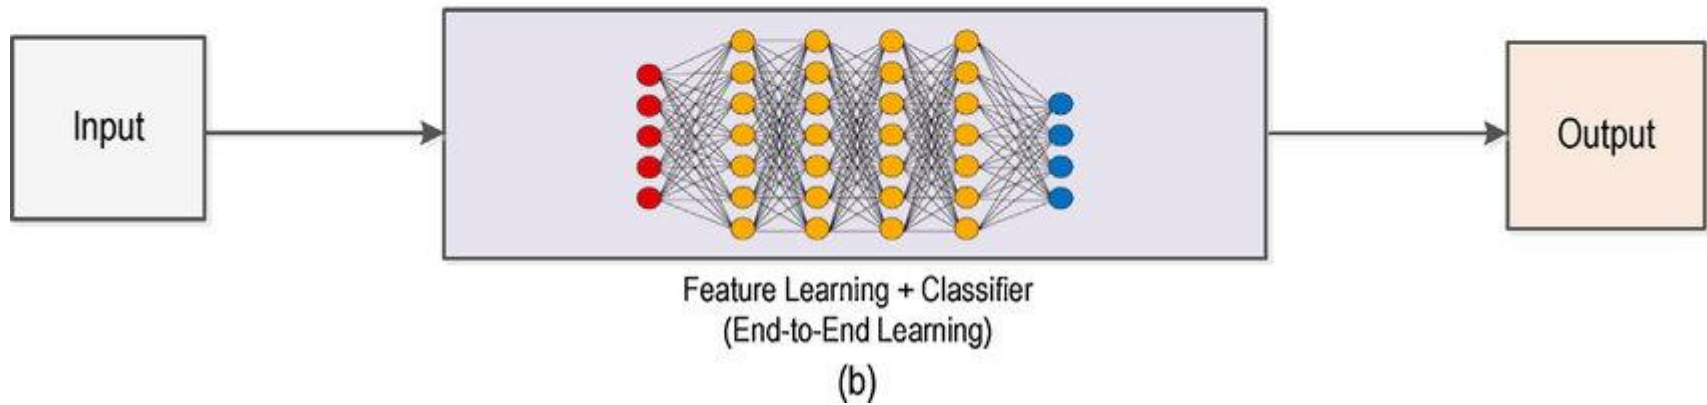 Input
Output
Feature Learning + Classifier
(End-to-End Learning)
(b)